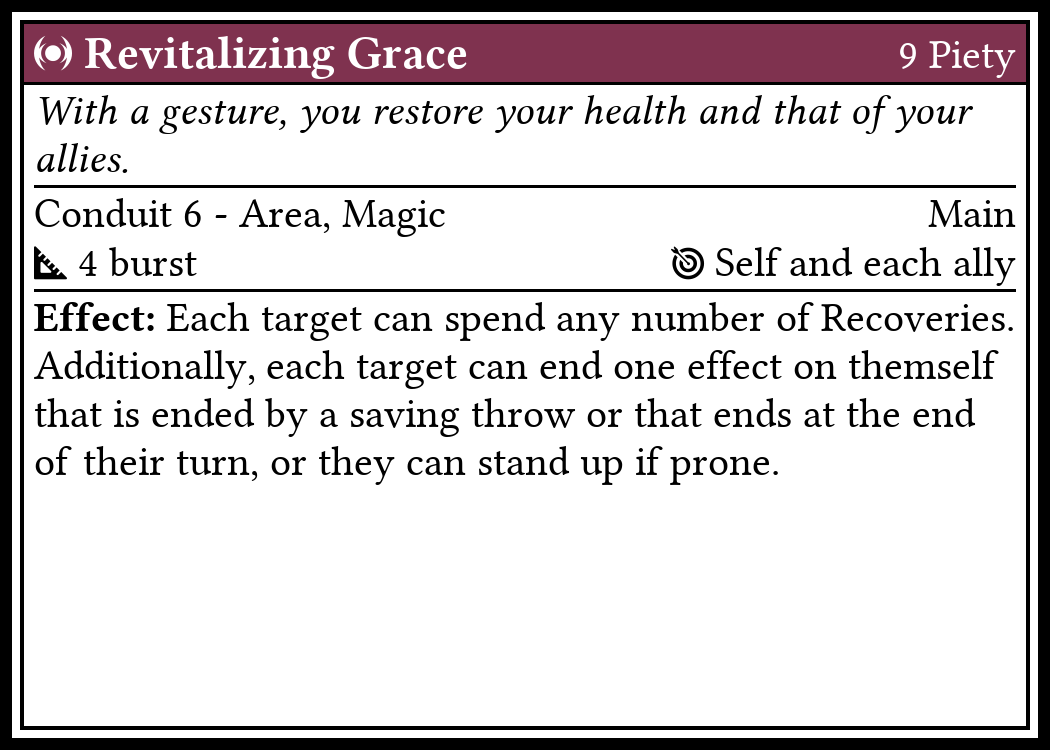 Revitalizing Grace 9 Piety
With a gesture, you restore your health and that of your
allies.
Conduit 6 - Area, Magic Main
4 burst Self and each ally
Effect: Each target can spend any number of Recoveries.
Additionally, each target can end one effect on themself
that is ended by a saving throw or that ends at the end
of their turn, or they can stand up if prone.